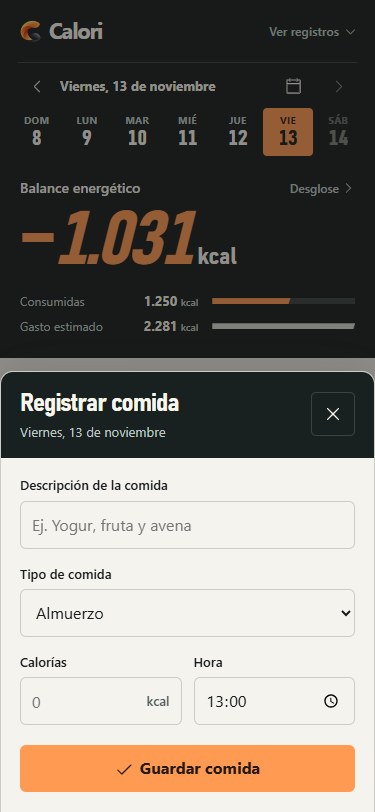 Calori
Ver registros
Viernes, 13 de noviembre
DOM LUN MAR MIÉ JUE VIE SÁB
8 9 10 11 12 13 14
Balance energético
Desglose
−1.031 kcal
Consumidas 1.250 kcal
Gasto estimado 2.281 kcal
Registrar comida
Viernes, 13 de noviembre
Descripción de la comida
Ej. Yogur, fruta y avena
Tipo de comida
Almuerzo
Calorías Hora
0 kcal 13:00
Guardar comida